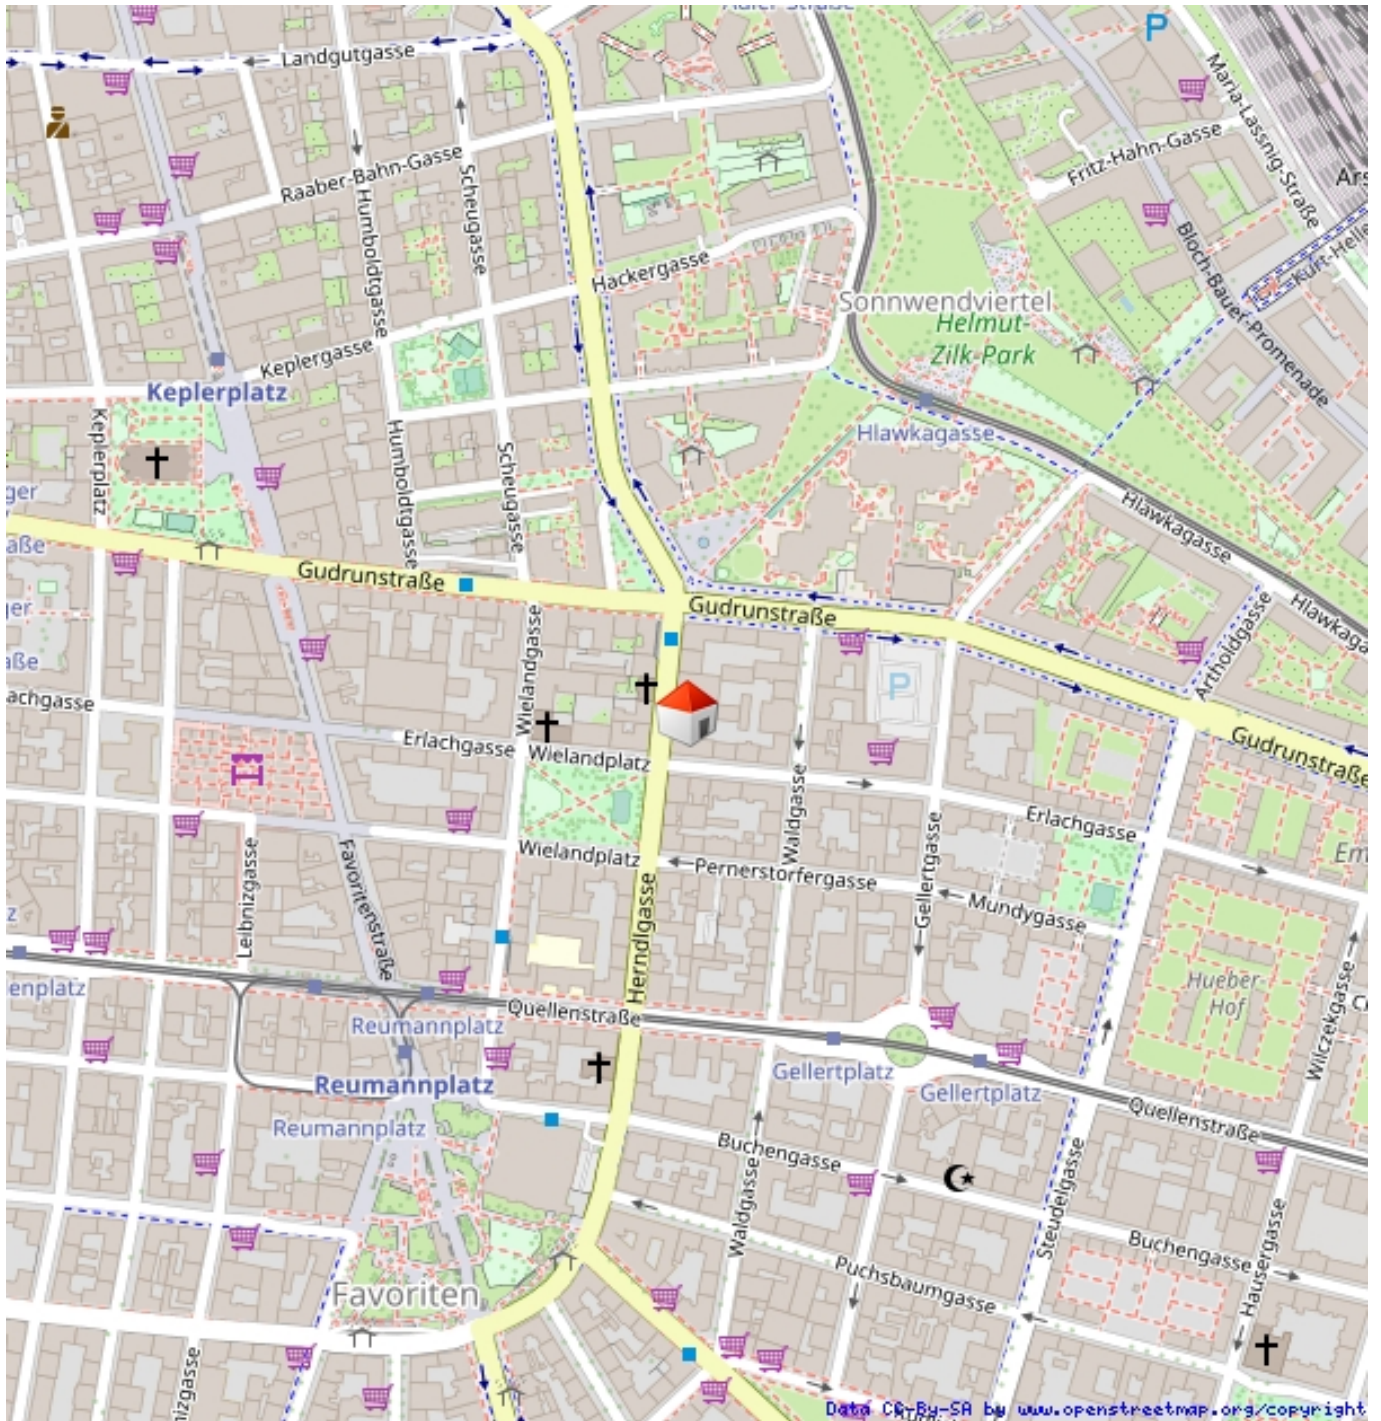 Landgutgasse
Maria-Lassnig-Straße
Fritz-Hahn-Gasse
Raaber-Bahn-Gasse
Scheugasse
Humboldtgasse
Bloch-Bauer-Promenade
Hackergasse
Sonnwendviertel
Helmut-
Zilk-Park
Keplergasse
Keplerplatz
Keplerplatz
Hlawkagasse
Humboldtgasse
Scheugasse
Hlawkagasse
Gudrunstraße
Gudrunstraße
Artholdgasse
Wielandgasse
P
P
Gudrunstraße
Erlachgasse
Wielandplatz
Waldgasse
Erlachgasse
Wielandplatz
Pernerstorfergasse
Gellertgasse
Mundygasse
Leibnizgasse
Favoritenstraße
Herndlgasse
Hueber-
Hof
Wilczekgasse
Quellenstraße
Reumannplatz
Reumannplatz
Reumannplatz
Gellertplatz
Gellertplatz
Quellenstraße
Buchengasse
Waldgasse
Steudelgasse
Buchengasse
Hausergasse
Puchsbaumgasse
Favoriten
Data CC-By-SA by www.openstreetmap.org/copyright